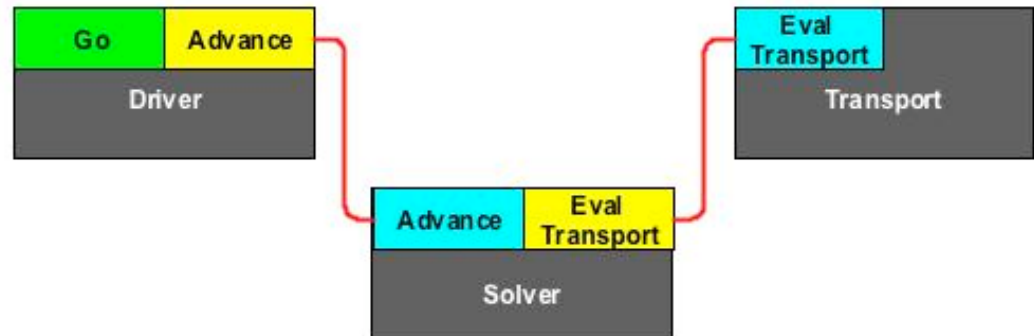 Go
Advance
Driver
Eval
Transport
Transport
Advance
Eval
Transport
Solver